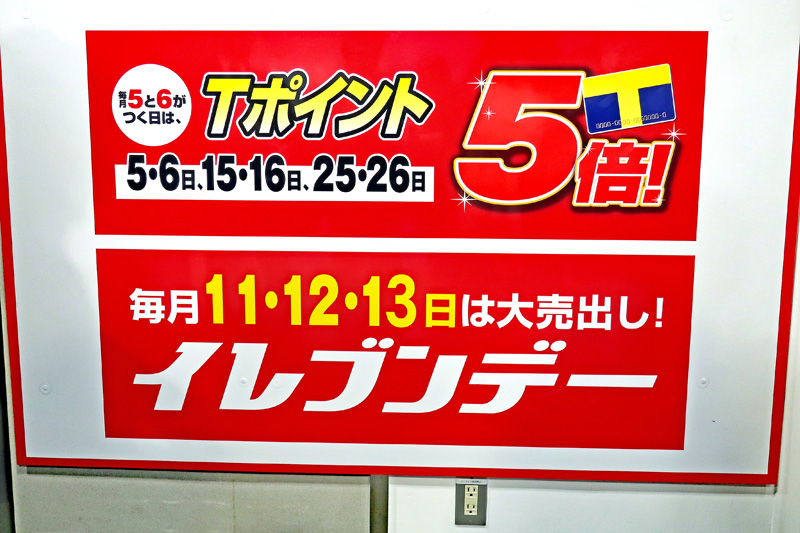 毎月5と6が
つく日は、
Tポイント
5倍!
T
5・6日、15・16日、25・26日
毎月11・12・13日は大売出し!
イレブンデー